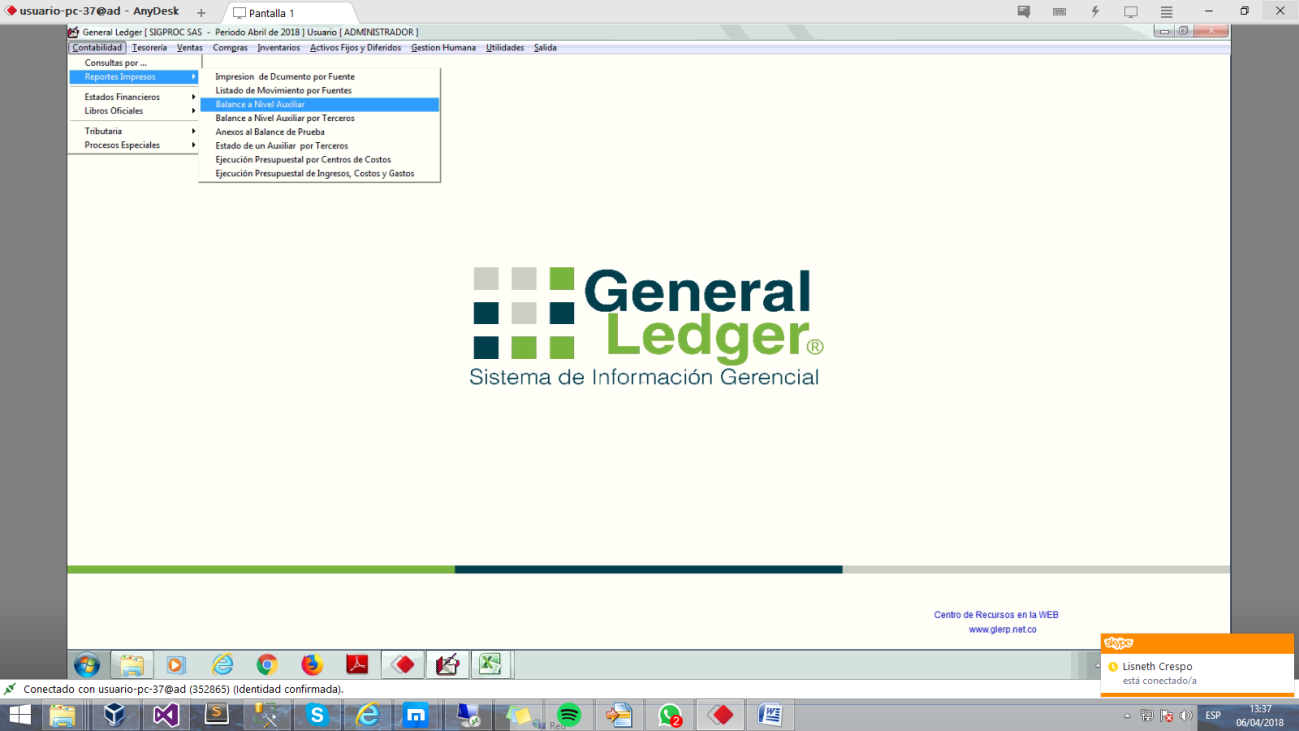 usuario-pc-37@ad - AnyDesk + Pantalla 1
General Ledger [ SIGPROC SAS - Periodo Abril de 2018 ] Usuario [ ADMINISTRADOR ]
Contabilidad Tesorería Ventas Compras Inventarios Activos Fijos y Diferidos Gestion Humana Utilidades Salida
Consultas por ...
Reportes Impresos
Estados Financieros
Libros Oficiales
Tributaria
Procesos Especiales
Impresion de Dcumento por Fuente
Listado de Movimiento por Fuentes
Balance a Nivel Auxiliar
Balance a Nivel Auxiliar por Terceros
Anexos al Balance de Prueba
Estado de un Auxiliar por Terceros
Ejecución Presupuestal por Centros de Costos
Ejecución Presupuestal de Ingresos, Costos y Gastos
General
Ledger®
Sistema de Información Gerencial
Centro de Recursos en la WEB
www.glerp.net.co
skype
Lisneth Crespo
está conectado/a
Conectado con usuario-pc-37@ad (352865) (Identidad confirmada).
Red
2
ESP
13:37
06/04/2018